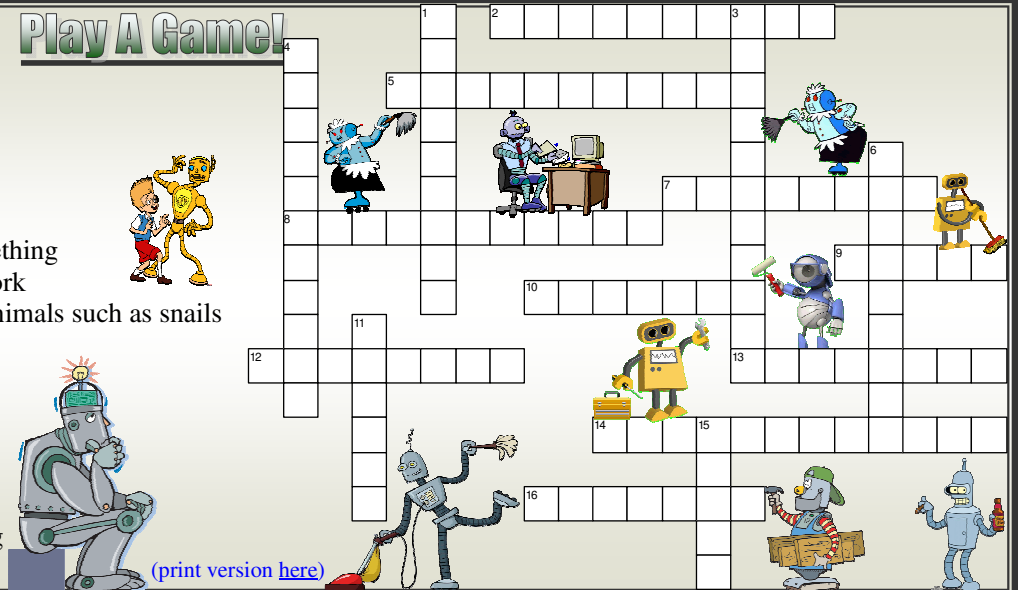 Play A Game!
1
2
3
4
5
6
7
8
9
10
11
12
13
14
15
16
ething
ork
nimals such as snails
g
(print version here)